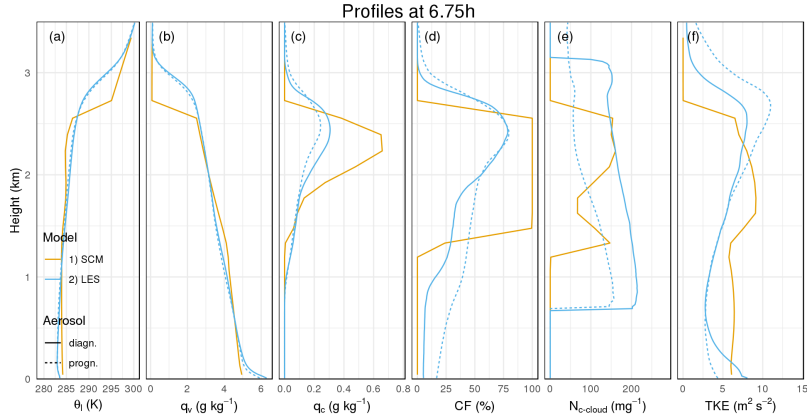 Profiles at 6.75h
(a) (b) (c) (d) (e) (f)
3
2
1
0
Height (km)
Model
1) SCM
2) LES
Aerosol
diagn.
progn.
280 285 290 295 300
0 2 4 6
0.0 0.2 0.4 0.6 0.8
0 25 50 75 100
0 100 200
0 5 10 15
θₗ (K) qᵥ (g kg⁻¹) q_c (g kg⁻¹) CF (%) N_c-cloud (mg⁻¹) TKE (m² s⁻²)